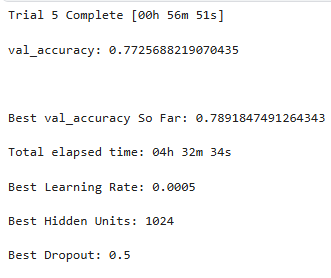 Trial 5 Complete [00h 56m 51s]
val_accuracy: 0.7725688219070435
Best val_accuracy So Far: 0.7891847491264343
Total elapsed time: 04h 32m 34s
Best Learning Rate: 0.0005
Best Hidden Units: 1024
Best Dropout: 0.5